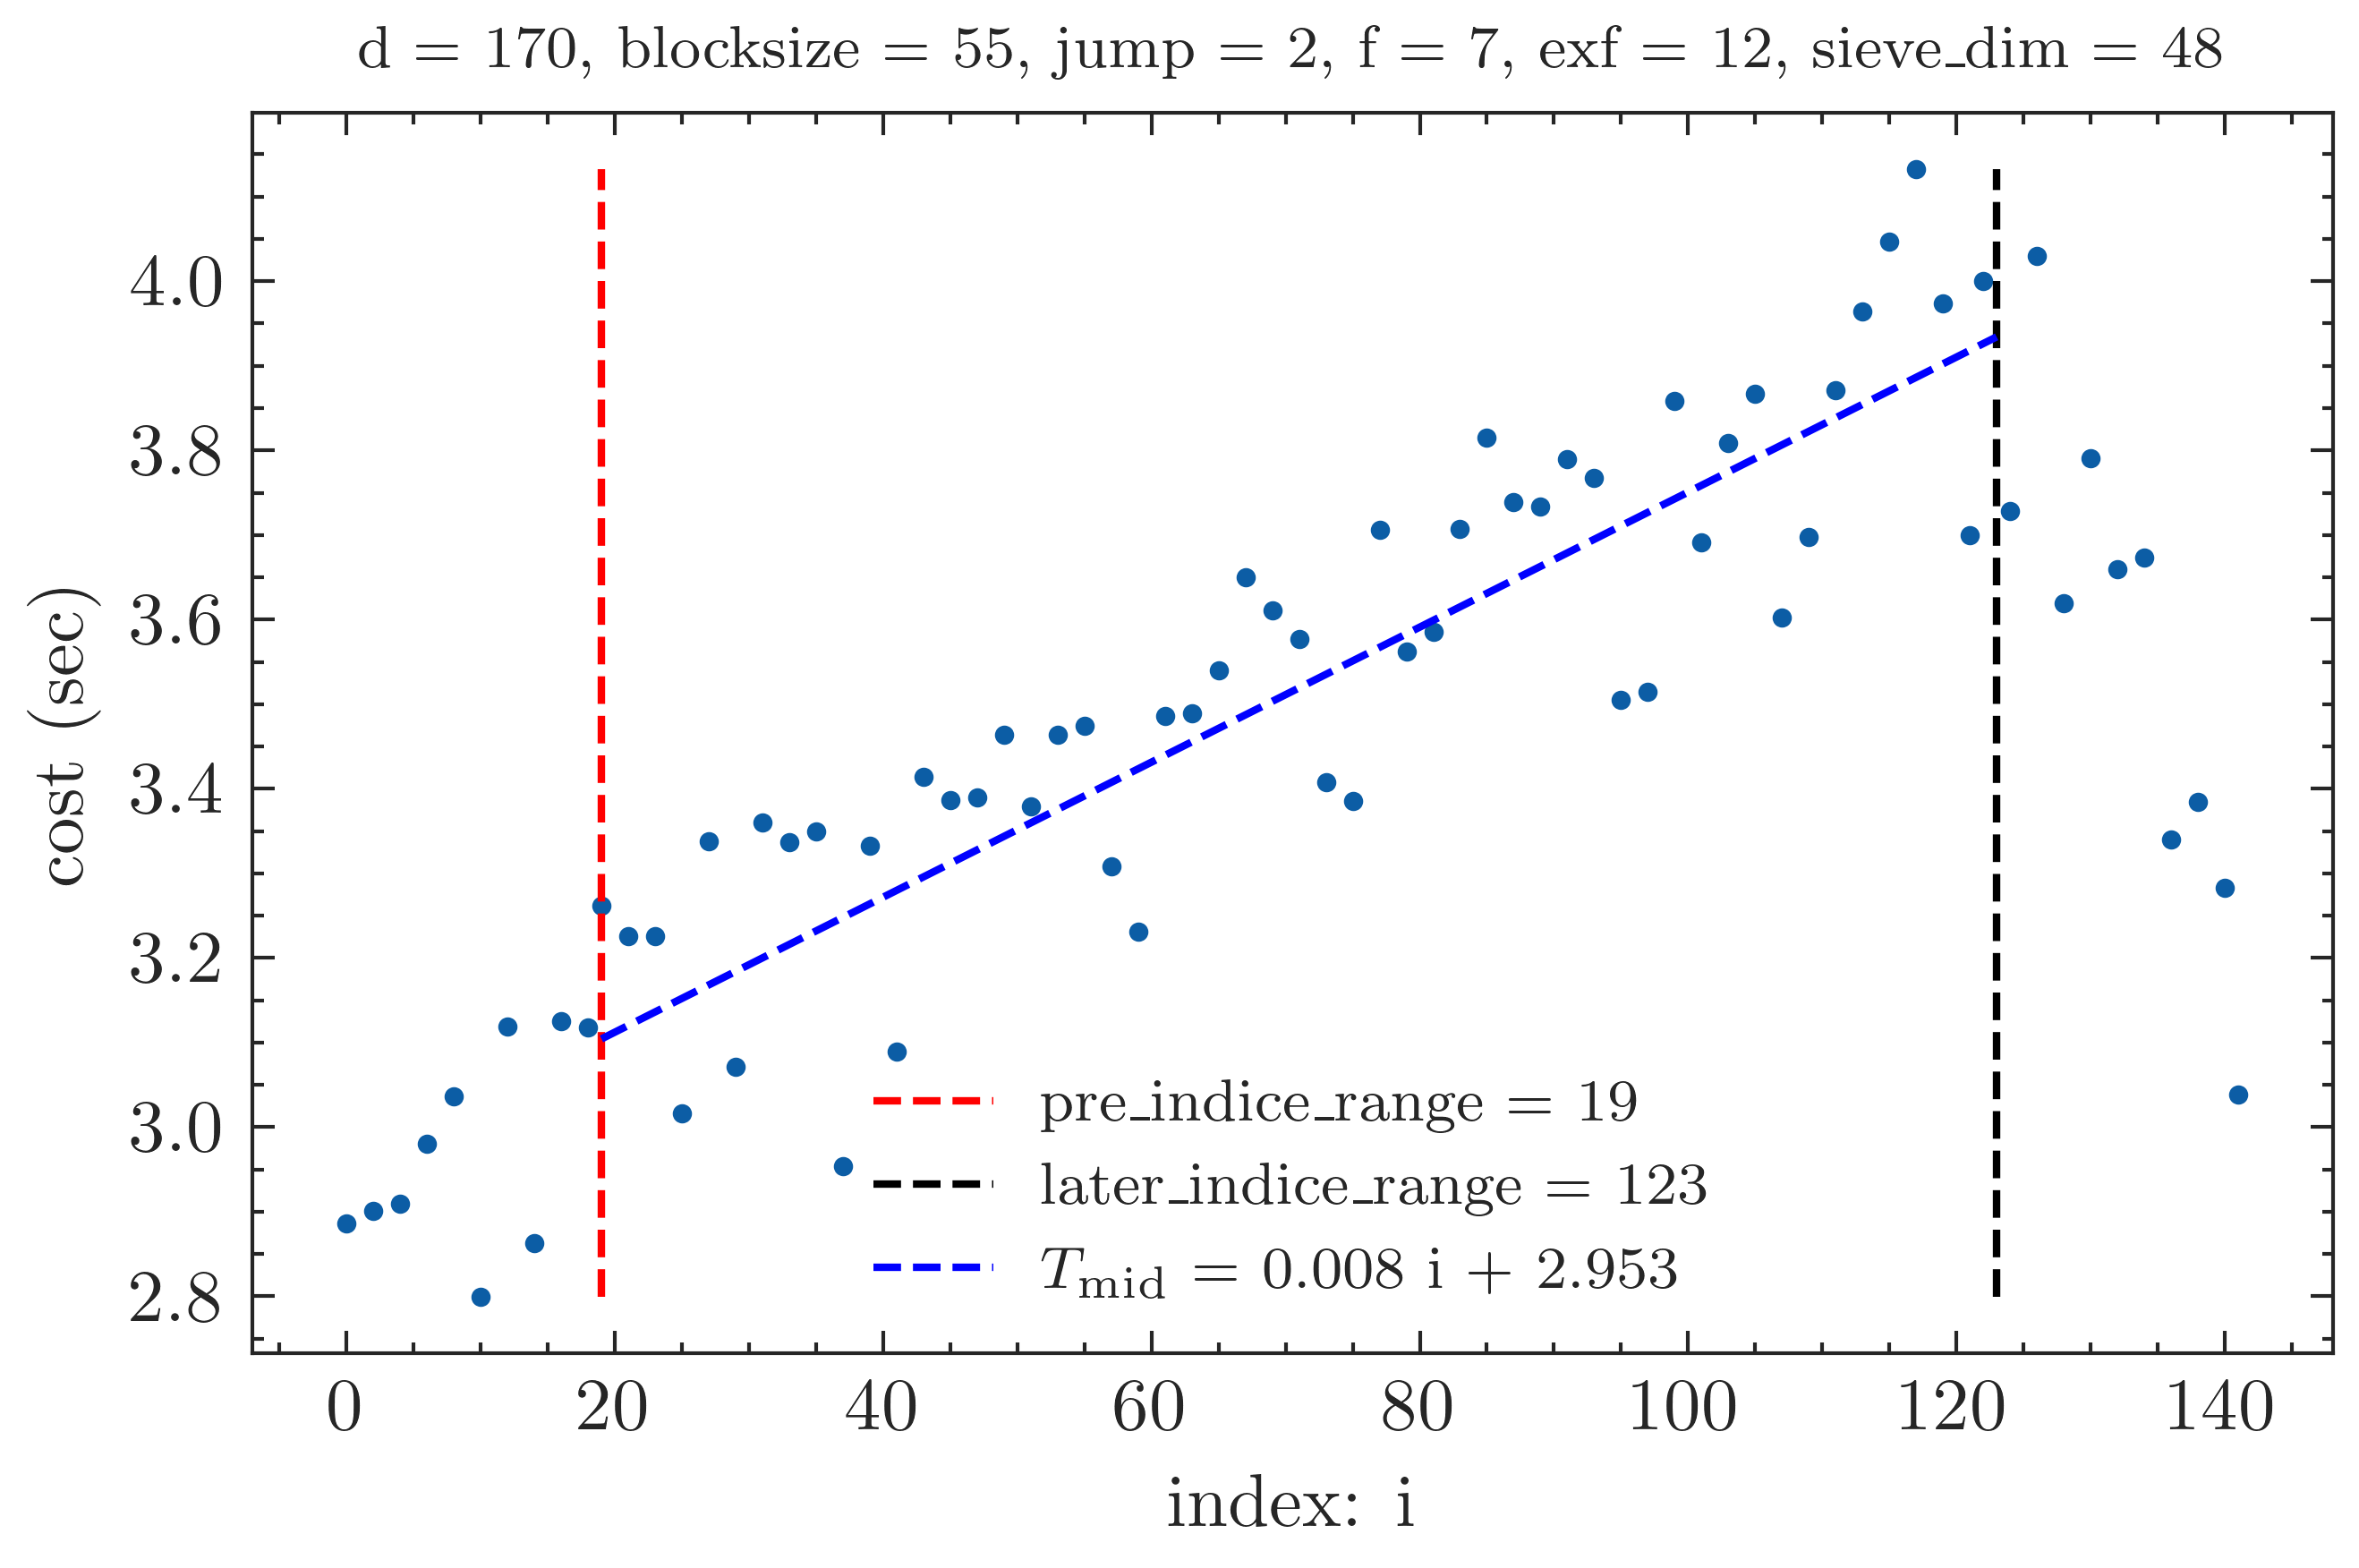 d = 170, blocksize = 55, jump = 2, f = 7, exf = 12, sieve_dim = 48
cost (sec)
4.0
3.8
3.6
3.4
3.2
3.0
2.8
pre_indice_range = 19
later_indice_range = 123
T_mid = 0.008 i + 2.953
0 20 40 60 80 100 120 140
index: i